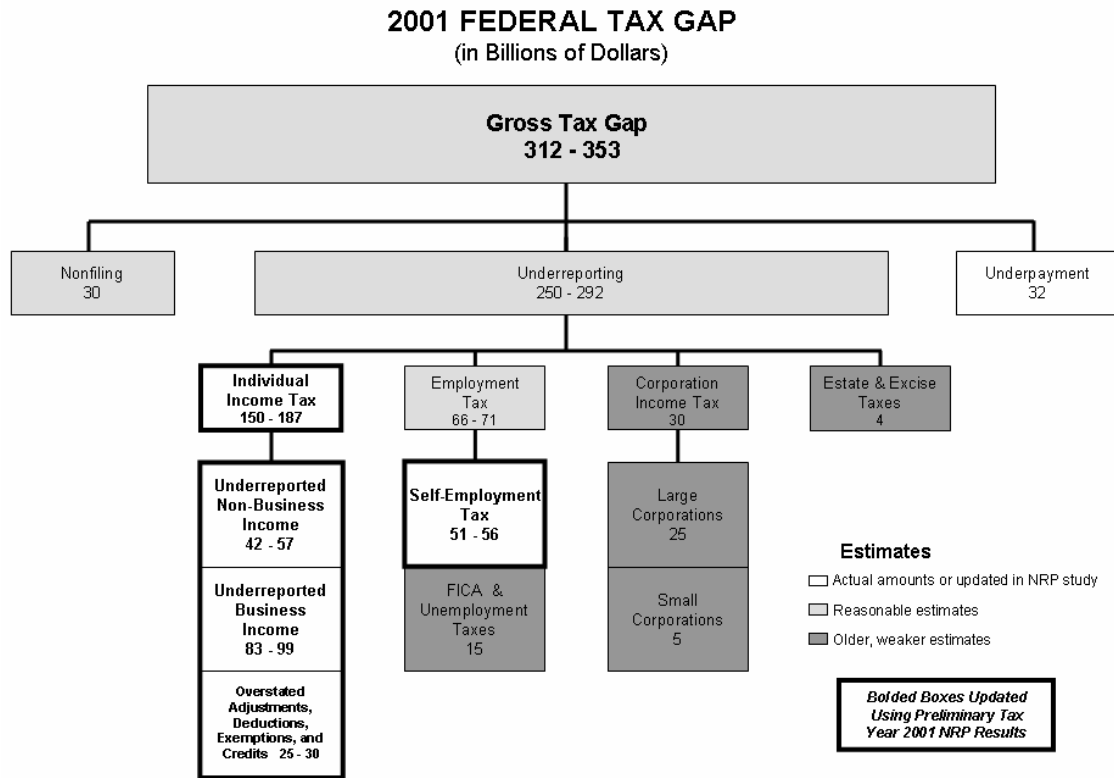 2001 FEDERAL TAX GAP
(in Billions of Dollars)
Gross Tax Gap
312 - 353
Nonfiling
30
Underreporting
250 - 292
Underpayment
32
Individual
Income Tax
150 - 187
Employment
Tax
66 - 71
Corporation
Income Tax
30
Estate & Excise
Taxes
4
Underreported
Non-Business
Income
42 - 57
Underreported
Business
Income
83 - 99
Overstated
Adjustments,
Deductions,
Exemptions, and
Credits 25 - 30
Self-Employment
Tax
51 - 56
FICA &
Unemployment
Taxes
15
Large
Corporations
25
Small
Corporations
5
Estimates
Actual amounts or updated in NRP study
Reasonable estimates
Older, weaker estimates
Bolded Boxes Updated
Using Preliminary Tax
Year 2001 NRP Results